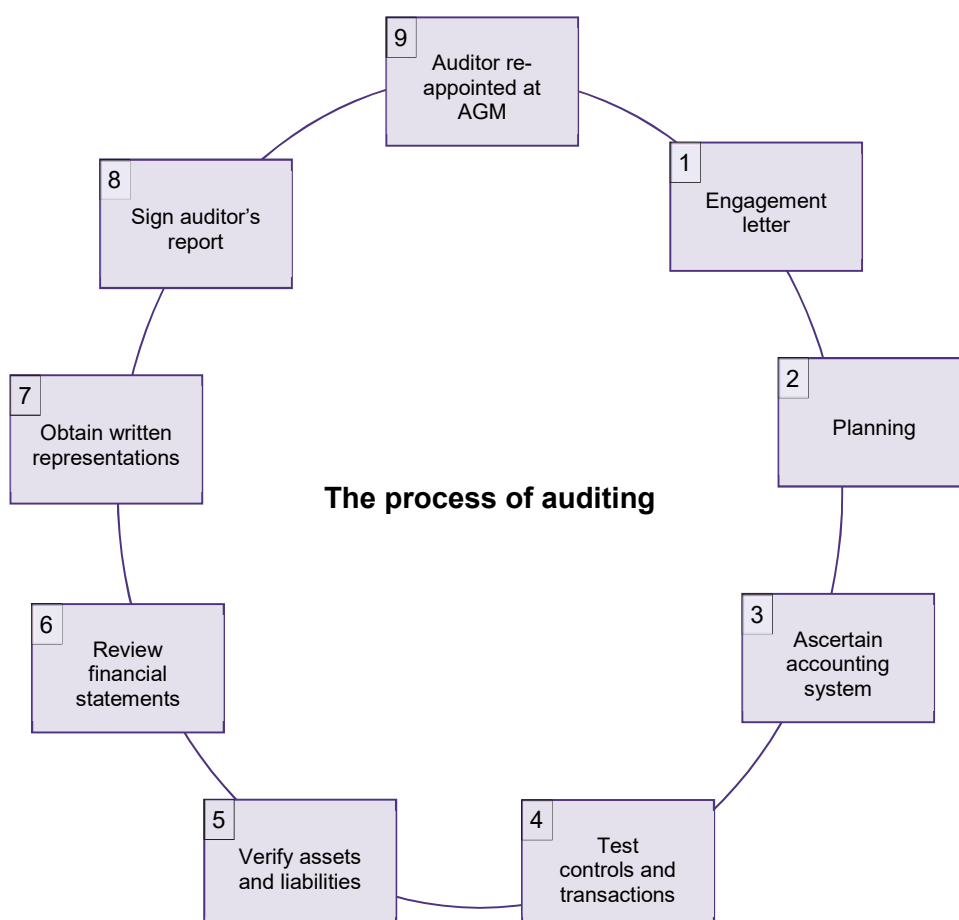 9
Auditor re-
appointed at
AGM
1
Engagement
letter
2
Planning
3
Ascertain
accounting
system
4
Test
controls and
transactions
5
Verify assets
and liabilities
6
Review
financial
statements
7
Obtain written
representations
8
Sign auditor’s
report
The process of auditing